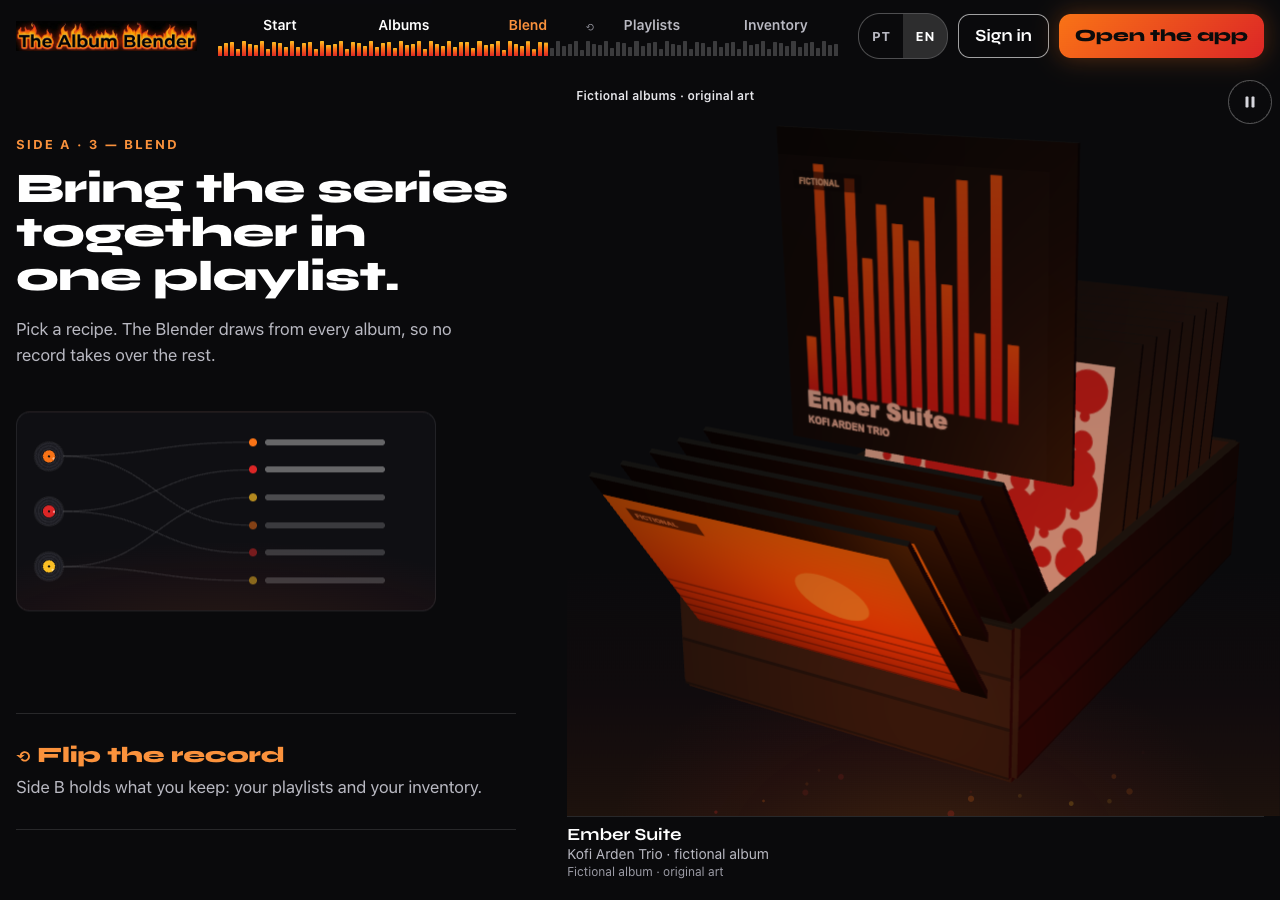 The Album Blender
Start
Albums
Blend
Playlists
Inventory
PT
EN
Sign in
Open the app
Fictional albums · original art
SIDE A · 3 — BLEND
Bring the series
together in
one playlist.
Pick a recipe. The Blender draws from every album, so no
record takes over the rest.
FICTIONAL
Ember Suite
KOFI ARDEN TRIO
FICTIONAL
⟲ Flip the record
Side B holds what you keep: your playlists and your inventory.
Ember Suite
Kofi Arden Trio · fictional album
Fictional album · original art